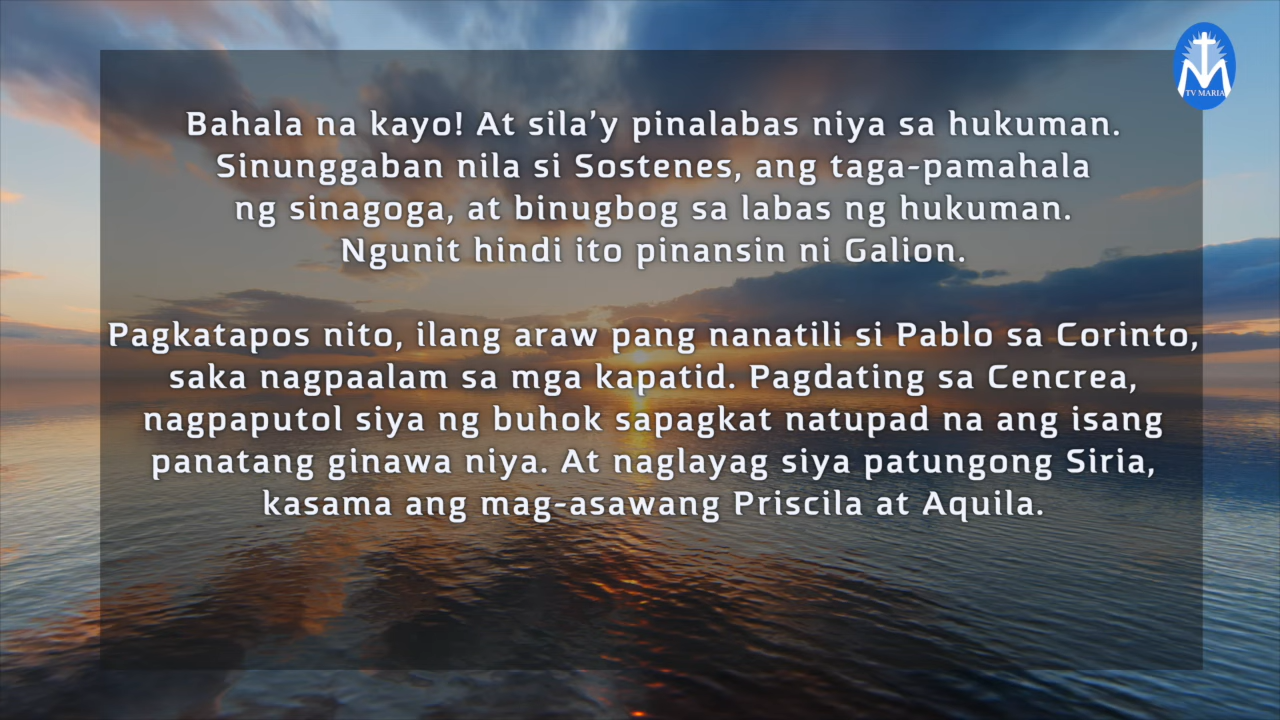 TV MARIA
Bahala na kayo! At sila’y pinalabas niya sa hukuman.
Sinunggaban nila si Sostenes, ang taga-pamahala
ng sinagoga, at binugbog sa labas ng hukuman.
Ngunit hindi ito pinansin ni Galion.
Pagkatapos nito, ilang araw pang nanatili si Pablo sa Corinto,
saka nagpaalam sa mga kapatid. Pagdating sa Cencrea,
nagpaputol siya ng buhok sapagkat natupad na ang isang
panatang ginawa niya. At naglayag siya patungong Siria,
kasama ang mag-asawang Priscila at Aquila.